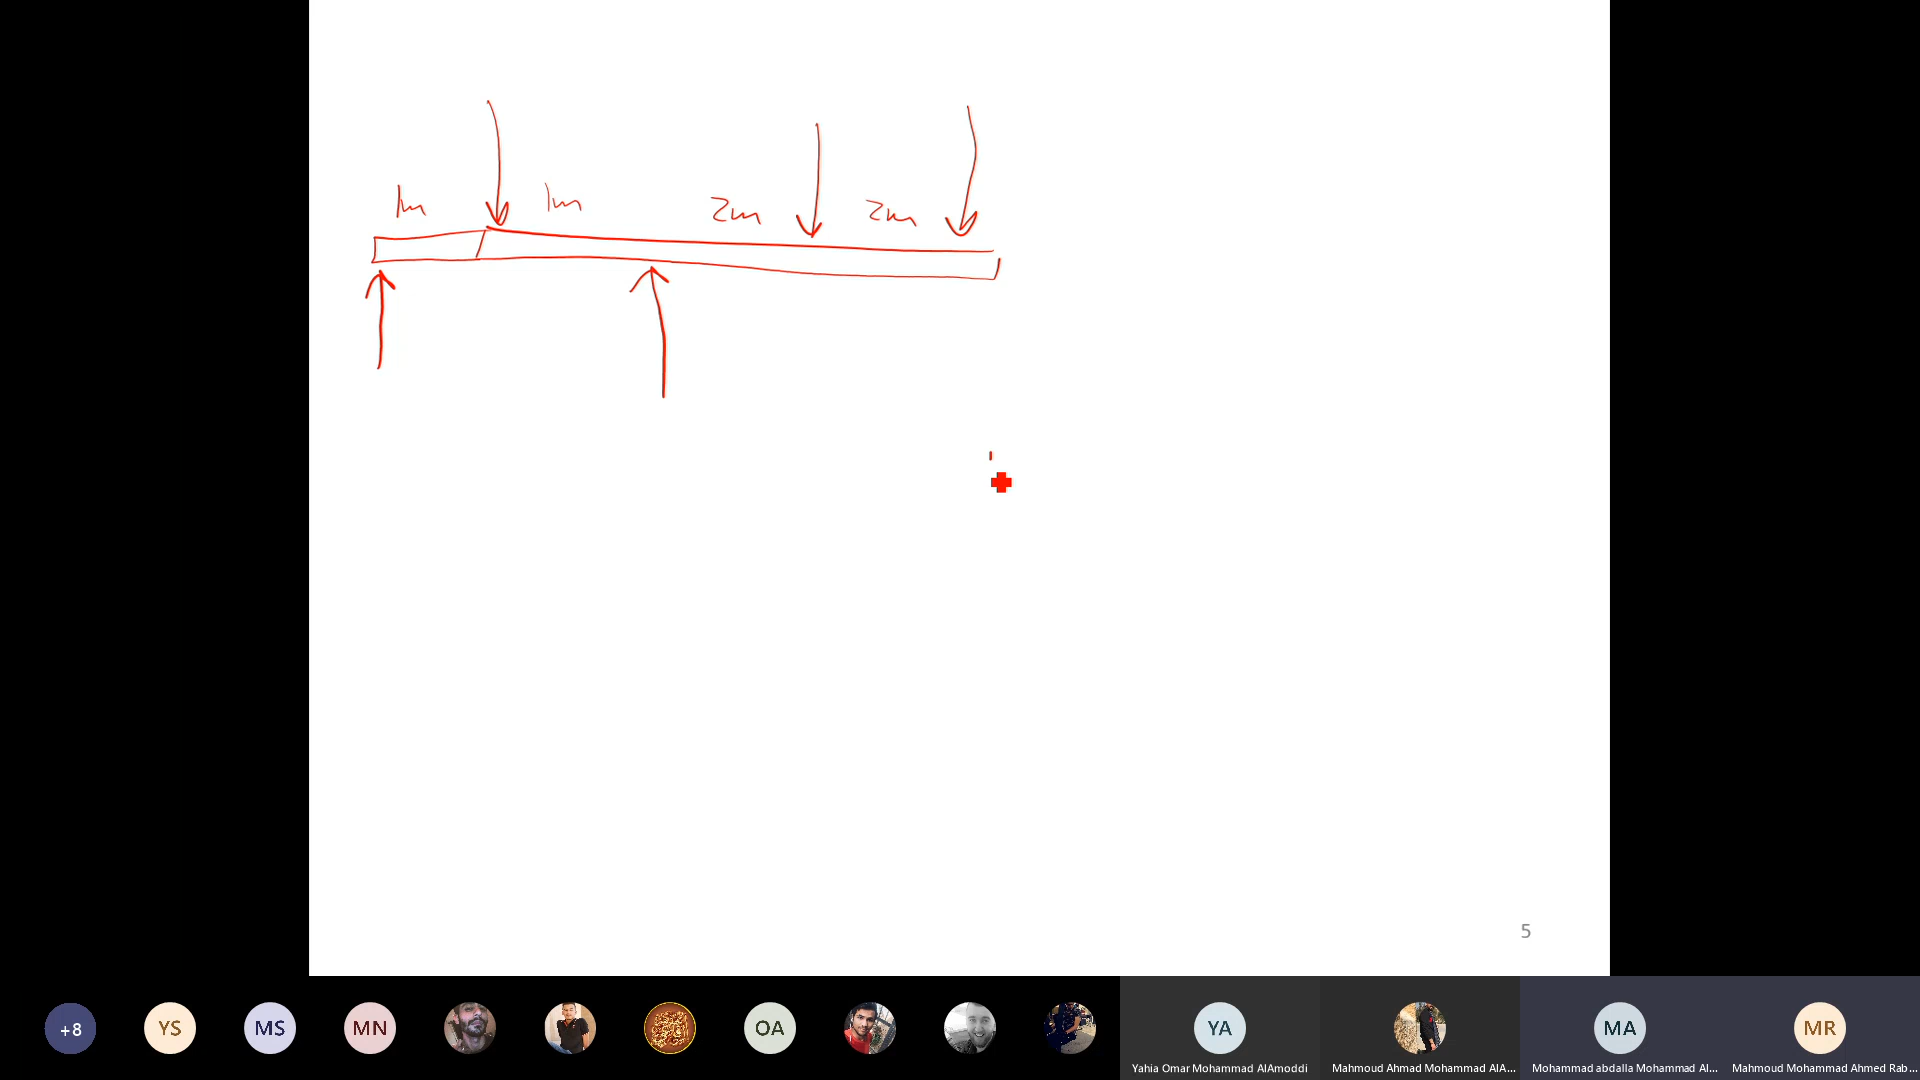 1m 1m 2m 2m
5
+8 YS MS MN OA YA MA MR
Yahia Omar Mohammad AlAmoddi Mahmoud Ahmad Mohammad AlA... Mohammad abdalla Mohammad Al... Mahmoud Mohammad Ahmed Rab...